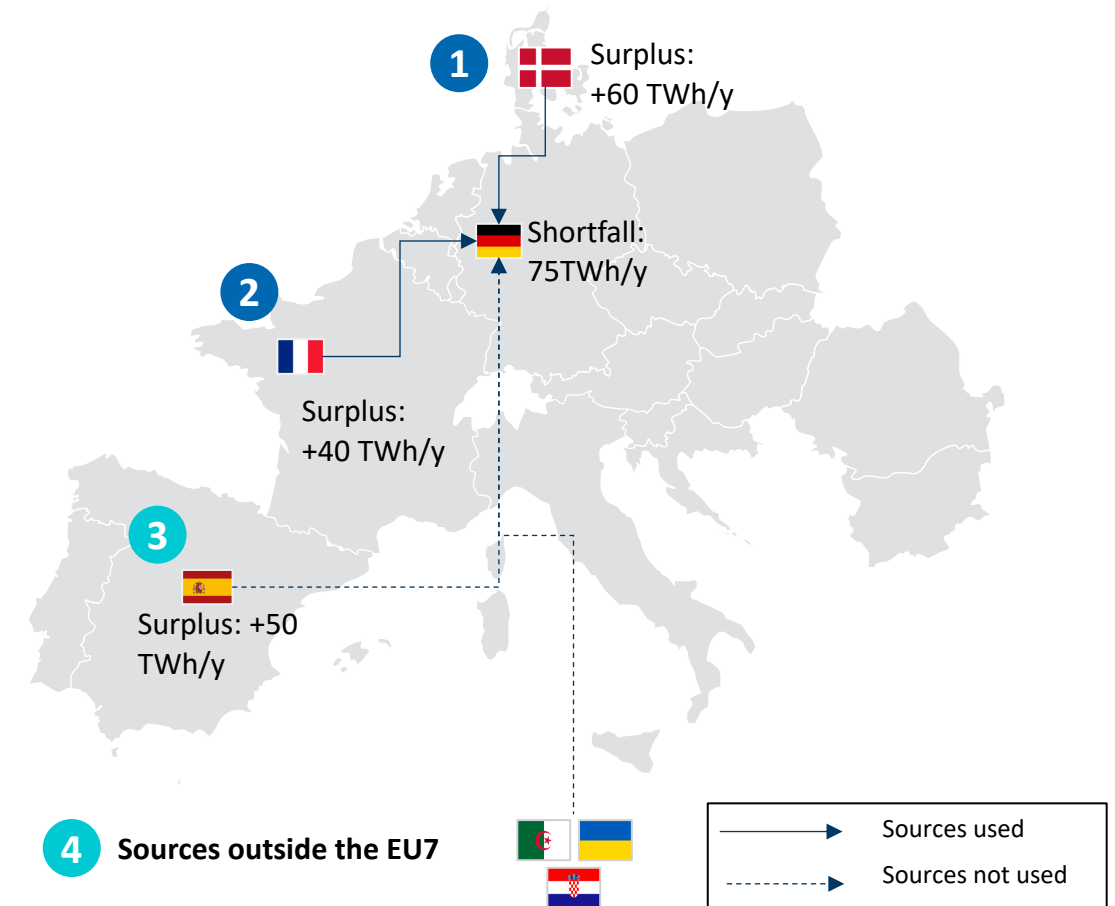 1
Surplus:
+60 TWh/y
Shortfall:
75TWh/y
2
Surplus:
+40 TWh/y
3
Surplus: +50
TWh/y
4
Sources outside the EU7
Sources used
Sources not used